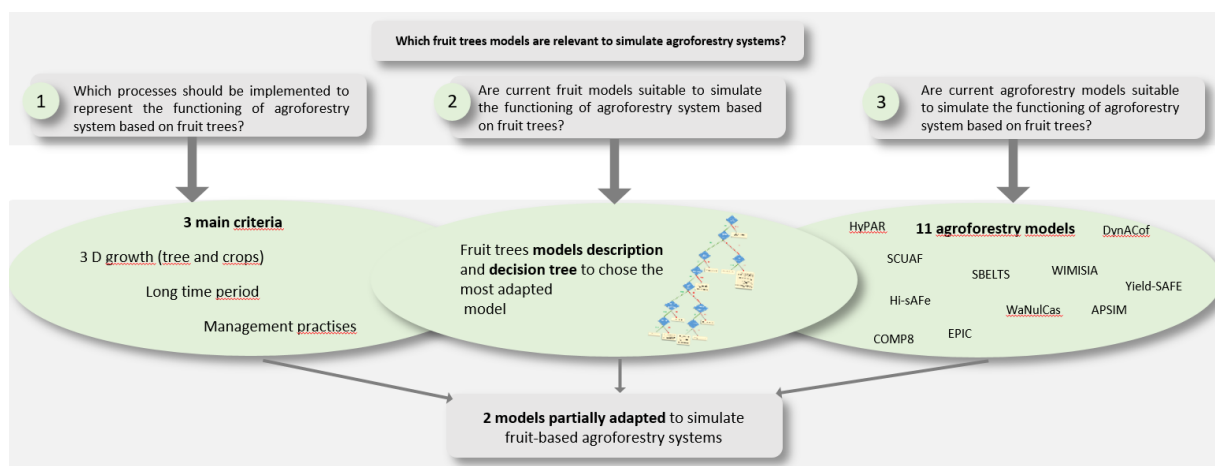 Which fruit trees models are relevant to simulate agroforestry systems?
1
Which processes should be implemented to
represent the functioning of agroforestry
system based on fruit trees?
2
Are current fruit models suitable to simulate
the functioning of agroforestry system based
on fruit trees?
3
Are current agroforestry models suitable
to simulate the functioning of agroforestry
system based on fruit trees?
3 main criteria
3 D growth (tree and crops)
Long time period
Management practises
Fruit trees models description
and decision tree to chose the
most adapted
model
HyPAR
11 agroforestry models
DynACof
SCUAF
SBELTS
WIMISIA
Yield-SAFE
Hi-sAFe
WaNulCas
APSIM
COMP8
EPIC
2 models partially adapted to simulate
fruit-based agroforestry systems